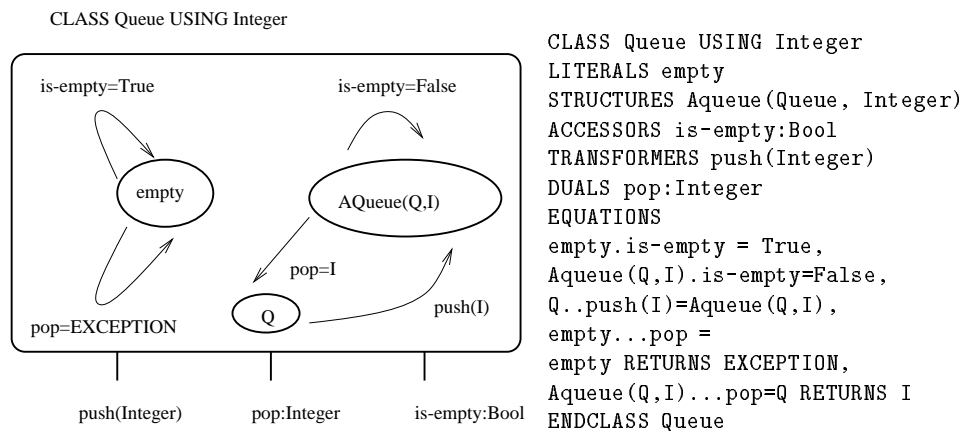 CLASS Queue USING Integer
is-empty=True
is-empty=False
empty
AQueue(Q,I)
pop=I
Q
push(I)
pop=EXCEPTION
push(Integer)
pop:Integer
is-empty:Bool
CLASS Queue USING Integer
LITERALS empty
STRUCTURES Aqueue(Queue, Integer)
ACCESSORS is-empty:Bool
TRANSFORMERS push(Integer)
DUALS pop:Integer
EQUATIONS
empty.is-empty = True,
Aqueue(Q,I).is-empty=False,
Q..push(I)=Aqueue(Q,I),
empty...pop =
empty RETURNS EXCEPTION,
Aqueue(Q,I)...pop=Q RETURNS I
ENDCLASS Queue